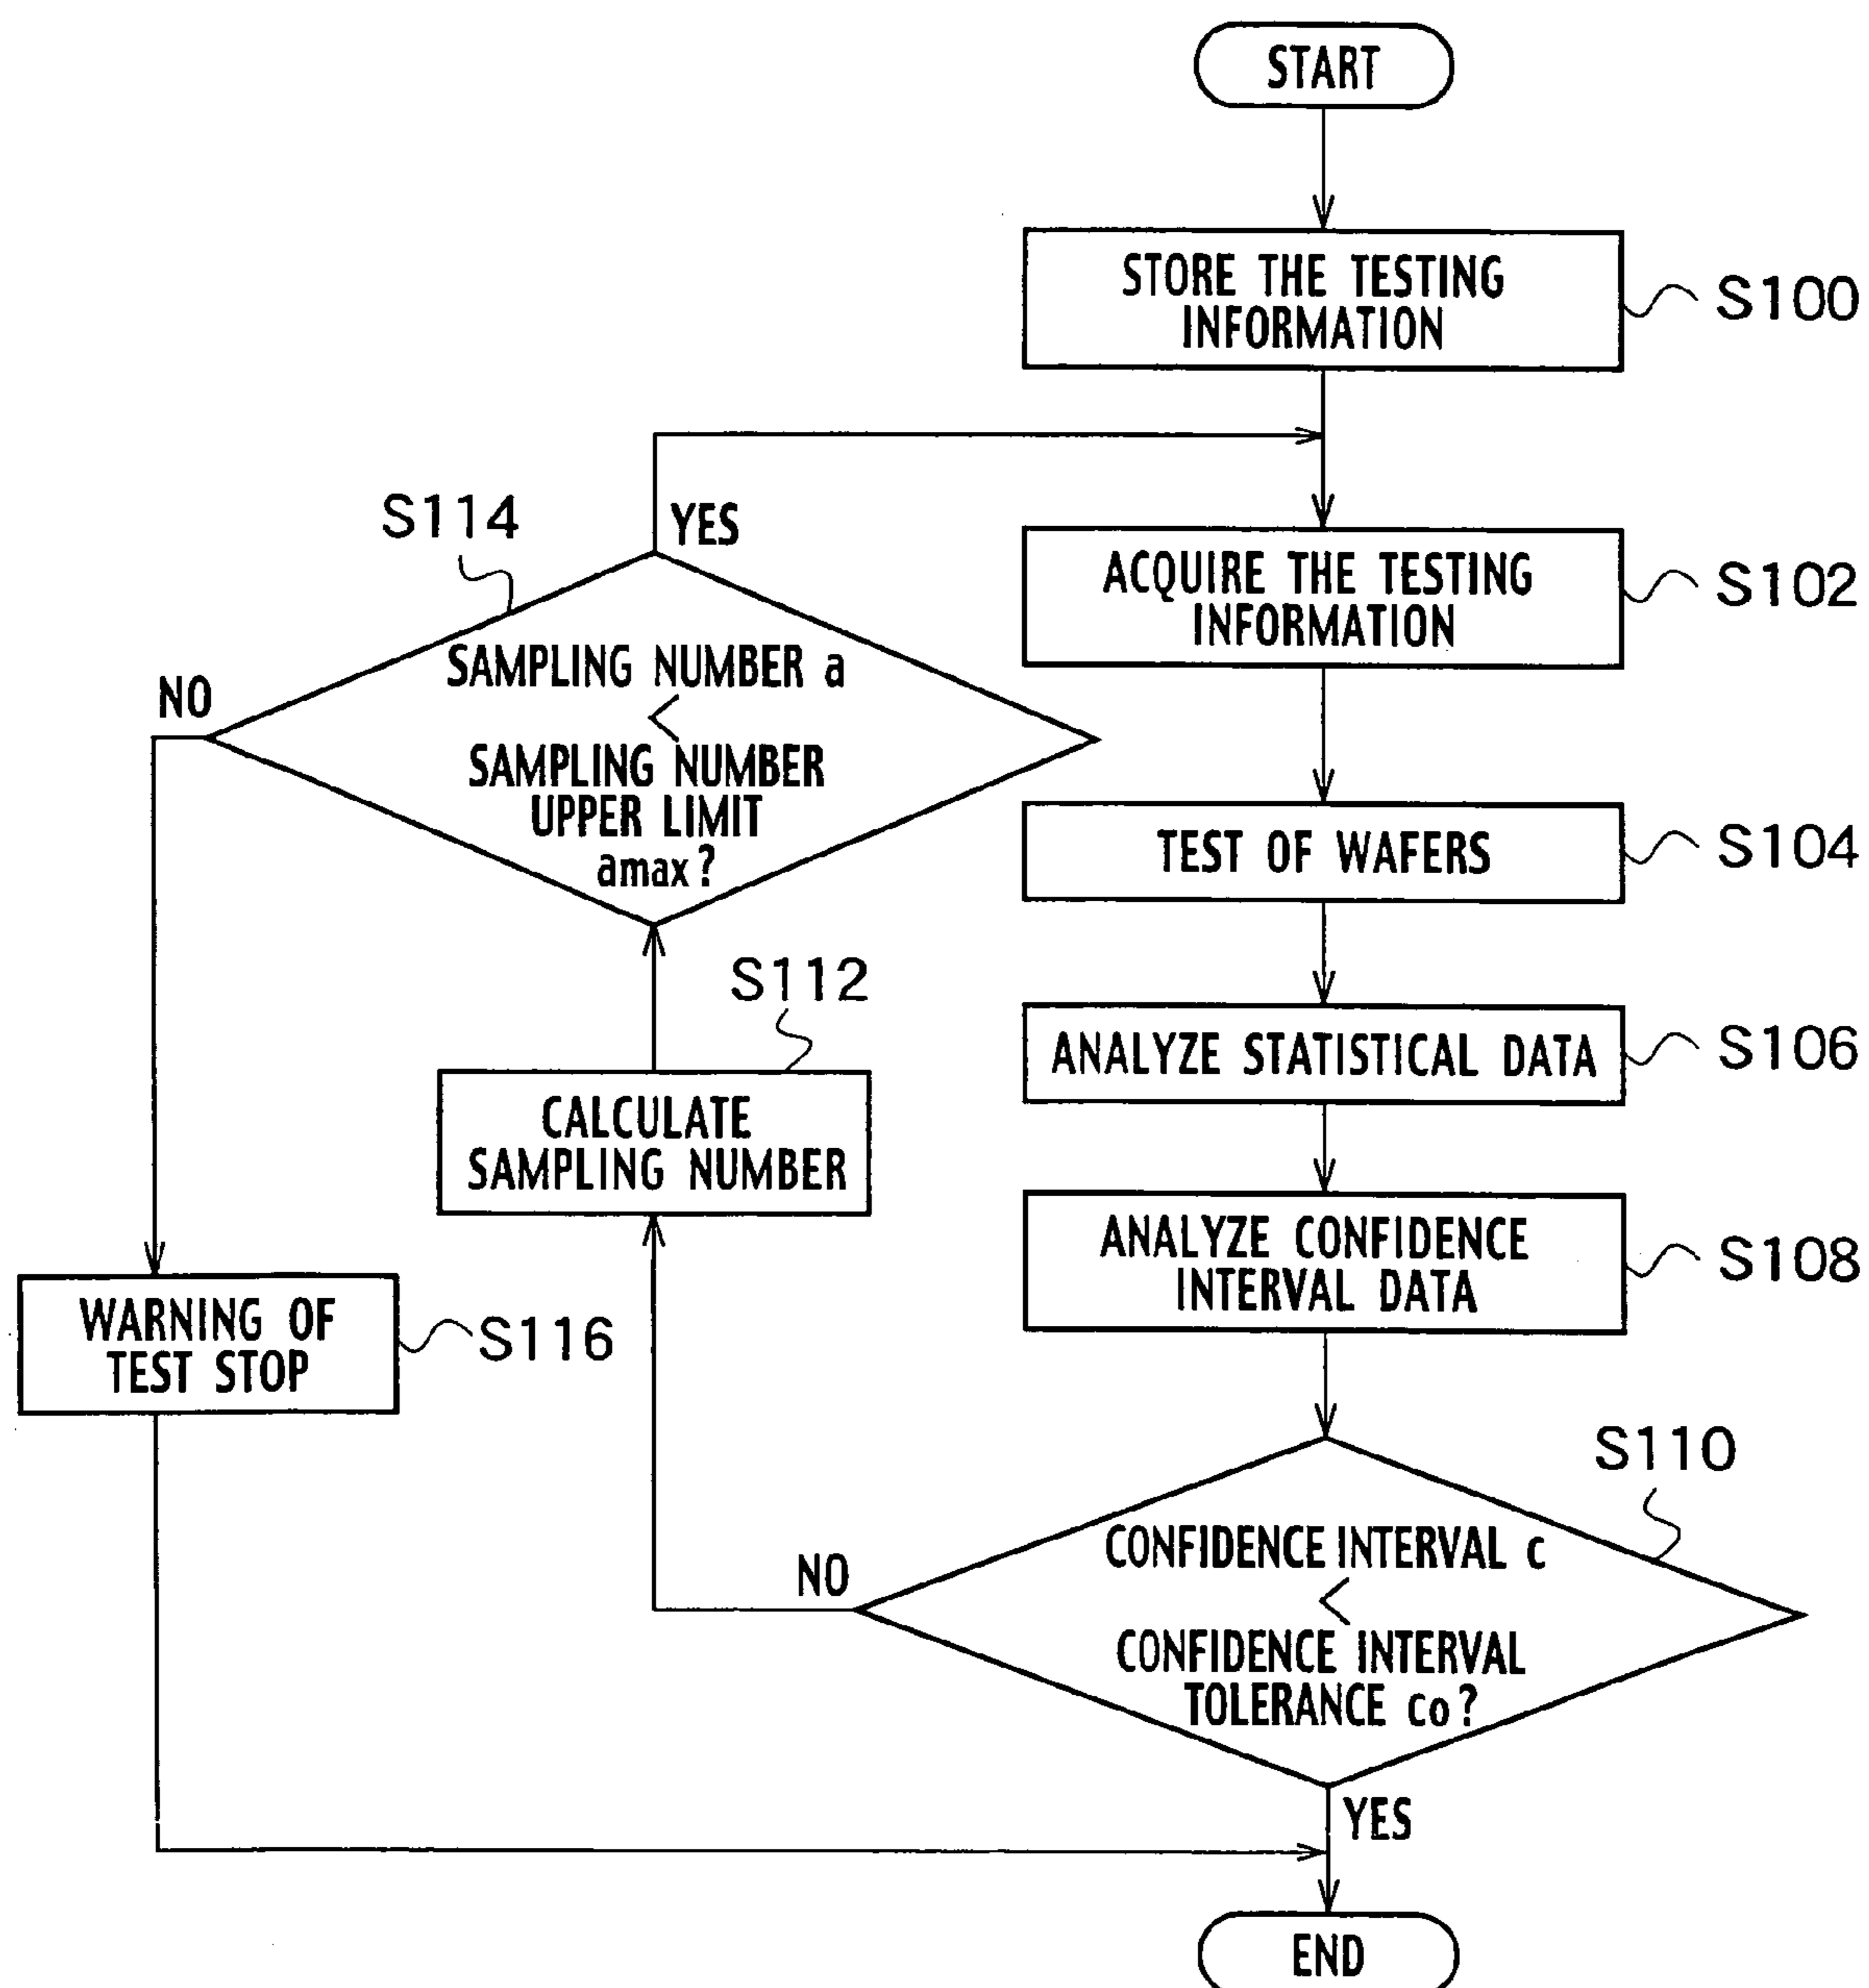 START
STORE THE TESTING
INFORMATION
S100
YES
S114
ACQUIRE THE TESTING
INFORMATION
S102
SAMPLING NUMBER a
<
SAMPLING NUMBER
UPPER LIMIT
amax?
NO
TEST OF WAFERS
S104
S112
ANALYZE STATISTICAL DATA
S106
CALCULATE
SAMPLING NUMBER
ANALYZE CONFIDENCE
INTERVAL DATA
S108
WARNING OF
TEST STOP
S116
S110
CONFIDENCE INTERVAL c
<
CONFIDENCE INTERVAL
TOLERANCE co?
NO
YES
END